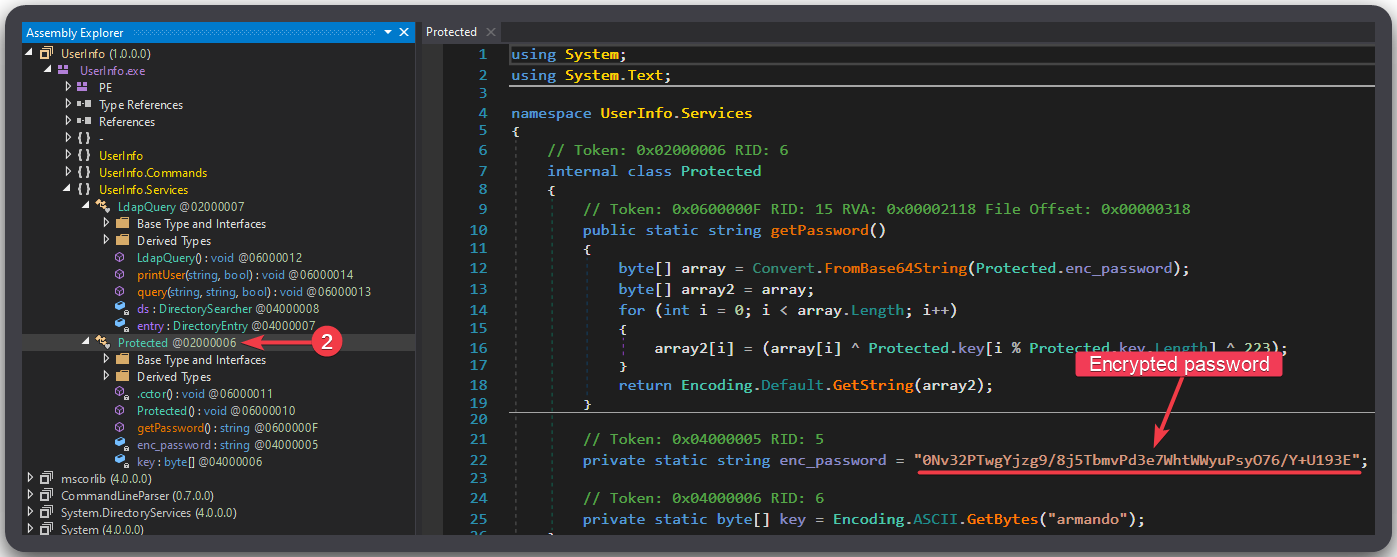 Assembly Explorer
UserInfo (1.0.0.0)
UserInfo.exe
PE
Type References
References
{ } -
{ } UserInfo
{ } UserInfo.Commands
{ } UserInfo.Services
LdapQuery @02000007
Base Type and Interfaces
Derived Types
LdapQuery() : void @06000012
printUser(string, bool) : void @06000014
query(string, string, bool) : void @06000013
ds : DirectorySearcher @04000008
entry : DirectoryEntry @04000007
Protected @02000006
2
Base Type and Interfaces
Derived Types
.cctor() : void @06000011
Protected() : void @06000010
getPassword() : string @0600000F
enc_password : string @04000005
key : byte[] @04000006
mscorlib (4.0.0.0)
CommandLineParser (0.7.0.0)
System.DirectoryServices (4.0.0.0)
System (4.0.0.0)
Protected
1 using System;
2 using System.Text;
3
4 namespace UserInfo.Services
5 {
6 // Token: 0x02000006 RID: 6
7 internal class Protected
8 {
9 // Token: 0x0600000F RID: 15 RVA: 0x00002118 File Offset: 0x00000318
10 public static string getPassword()
11 {
12 byte[] array = Convert.FromBase64String(Protected.enc_password);
13 byte[] array2 = array;
14 for (int i = 0; i < array.Length; i++)
15 {
16 array2[i] = (array[i] ^ Protected.key[i % Protected.key.Length] ^ 223);
17 }
Encrypted password
18 return Encoding.Default.GetString(array2);
19 }
20
21 // Token: 0x04000005 RID: 5
22 private static string enc_password = "0Nv32PTwgYjzg9/8j5TbmvPd3e7WhtWWyuPsyO76/Y+U193E";
23
24 // Token: 0x04000006 RID: 6
25 private static byte[] key = Encoding.ASCII.GetBytes("armando");